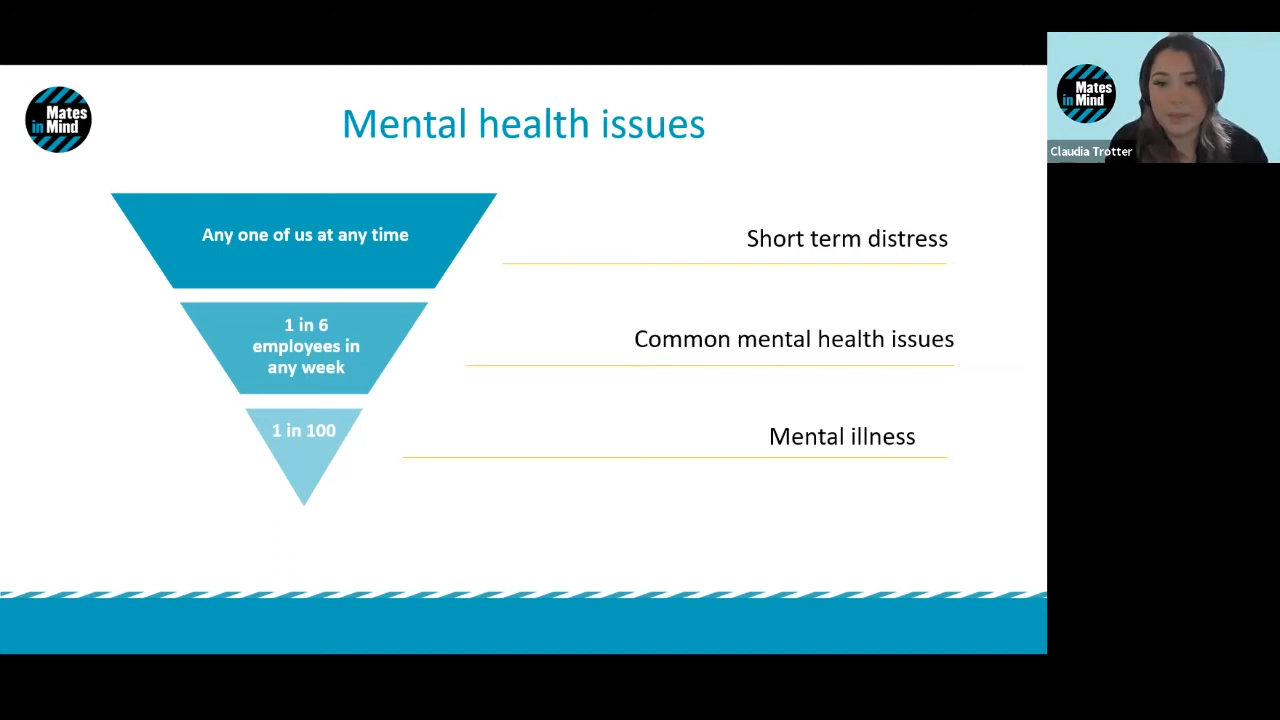 Mates
in Mind
Mental health issues
Any one of us at any time
Short term distress
1 in 6
employees in
any week
Common mental health issues
1 in 100
Mental illness
Mates
in Mind
Claudia Trotter